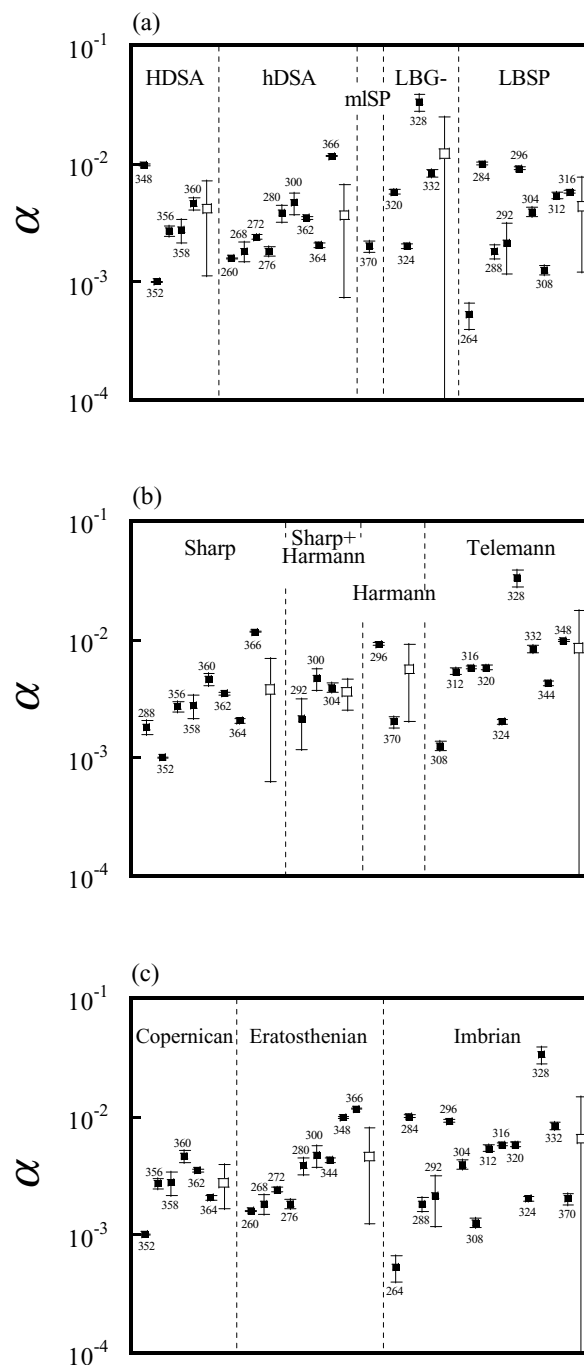 (a)
10-1
HDSA hDSA mlSP LBG- LBSP
328
366
10-2
348 360 280 300 320 332 284 296 304 316
356 268 272 362 312
358 276 364 370 324 288 292
352 260 308
10-3
264
10-4
α
(b)
10-1
Sharp Sharp+ Harmann Telemann
Harmann
328
366
10-2
296 332 348
360 300 316
356 362 292 304 312 320 344
288 358 364 370 324
352 308
10-3
10-4
α
(c)
10-1
Copernican Eratosthenian Imbrian
328
366
348
10-2
284 296 332
360 300 304 316
356 362 280 344 312 320
358 364 268 272 292
260 276 288 324 370
352 308
10-3
264
10-4
α